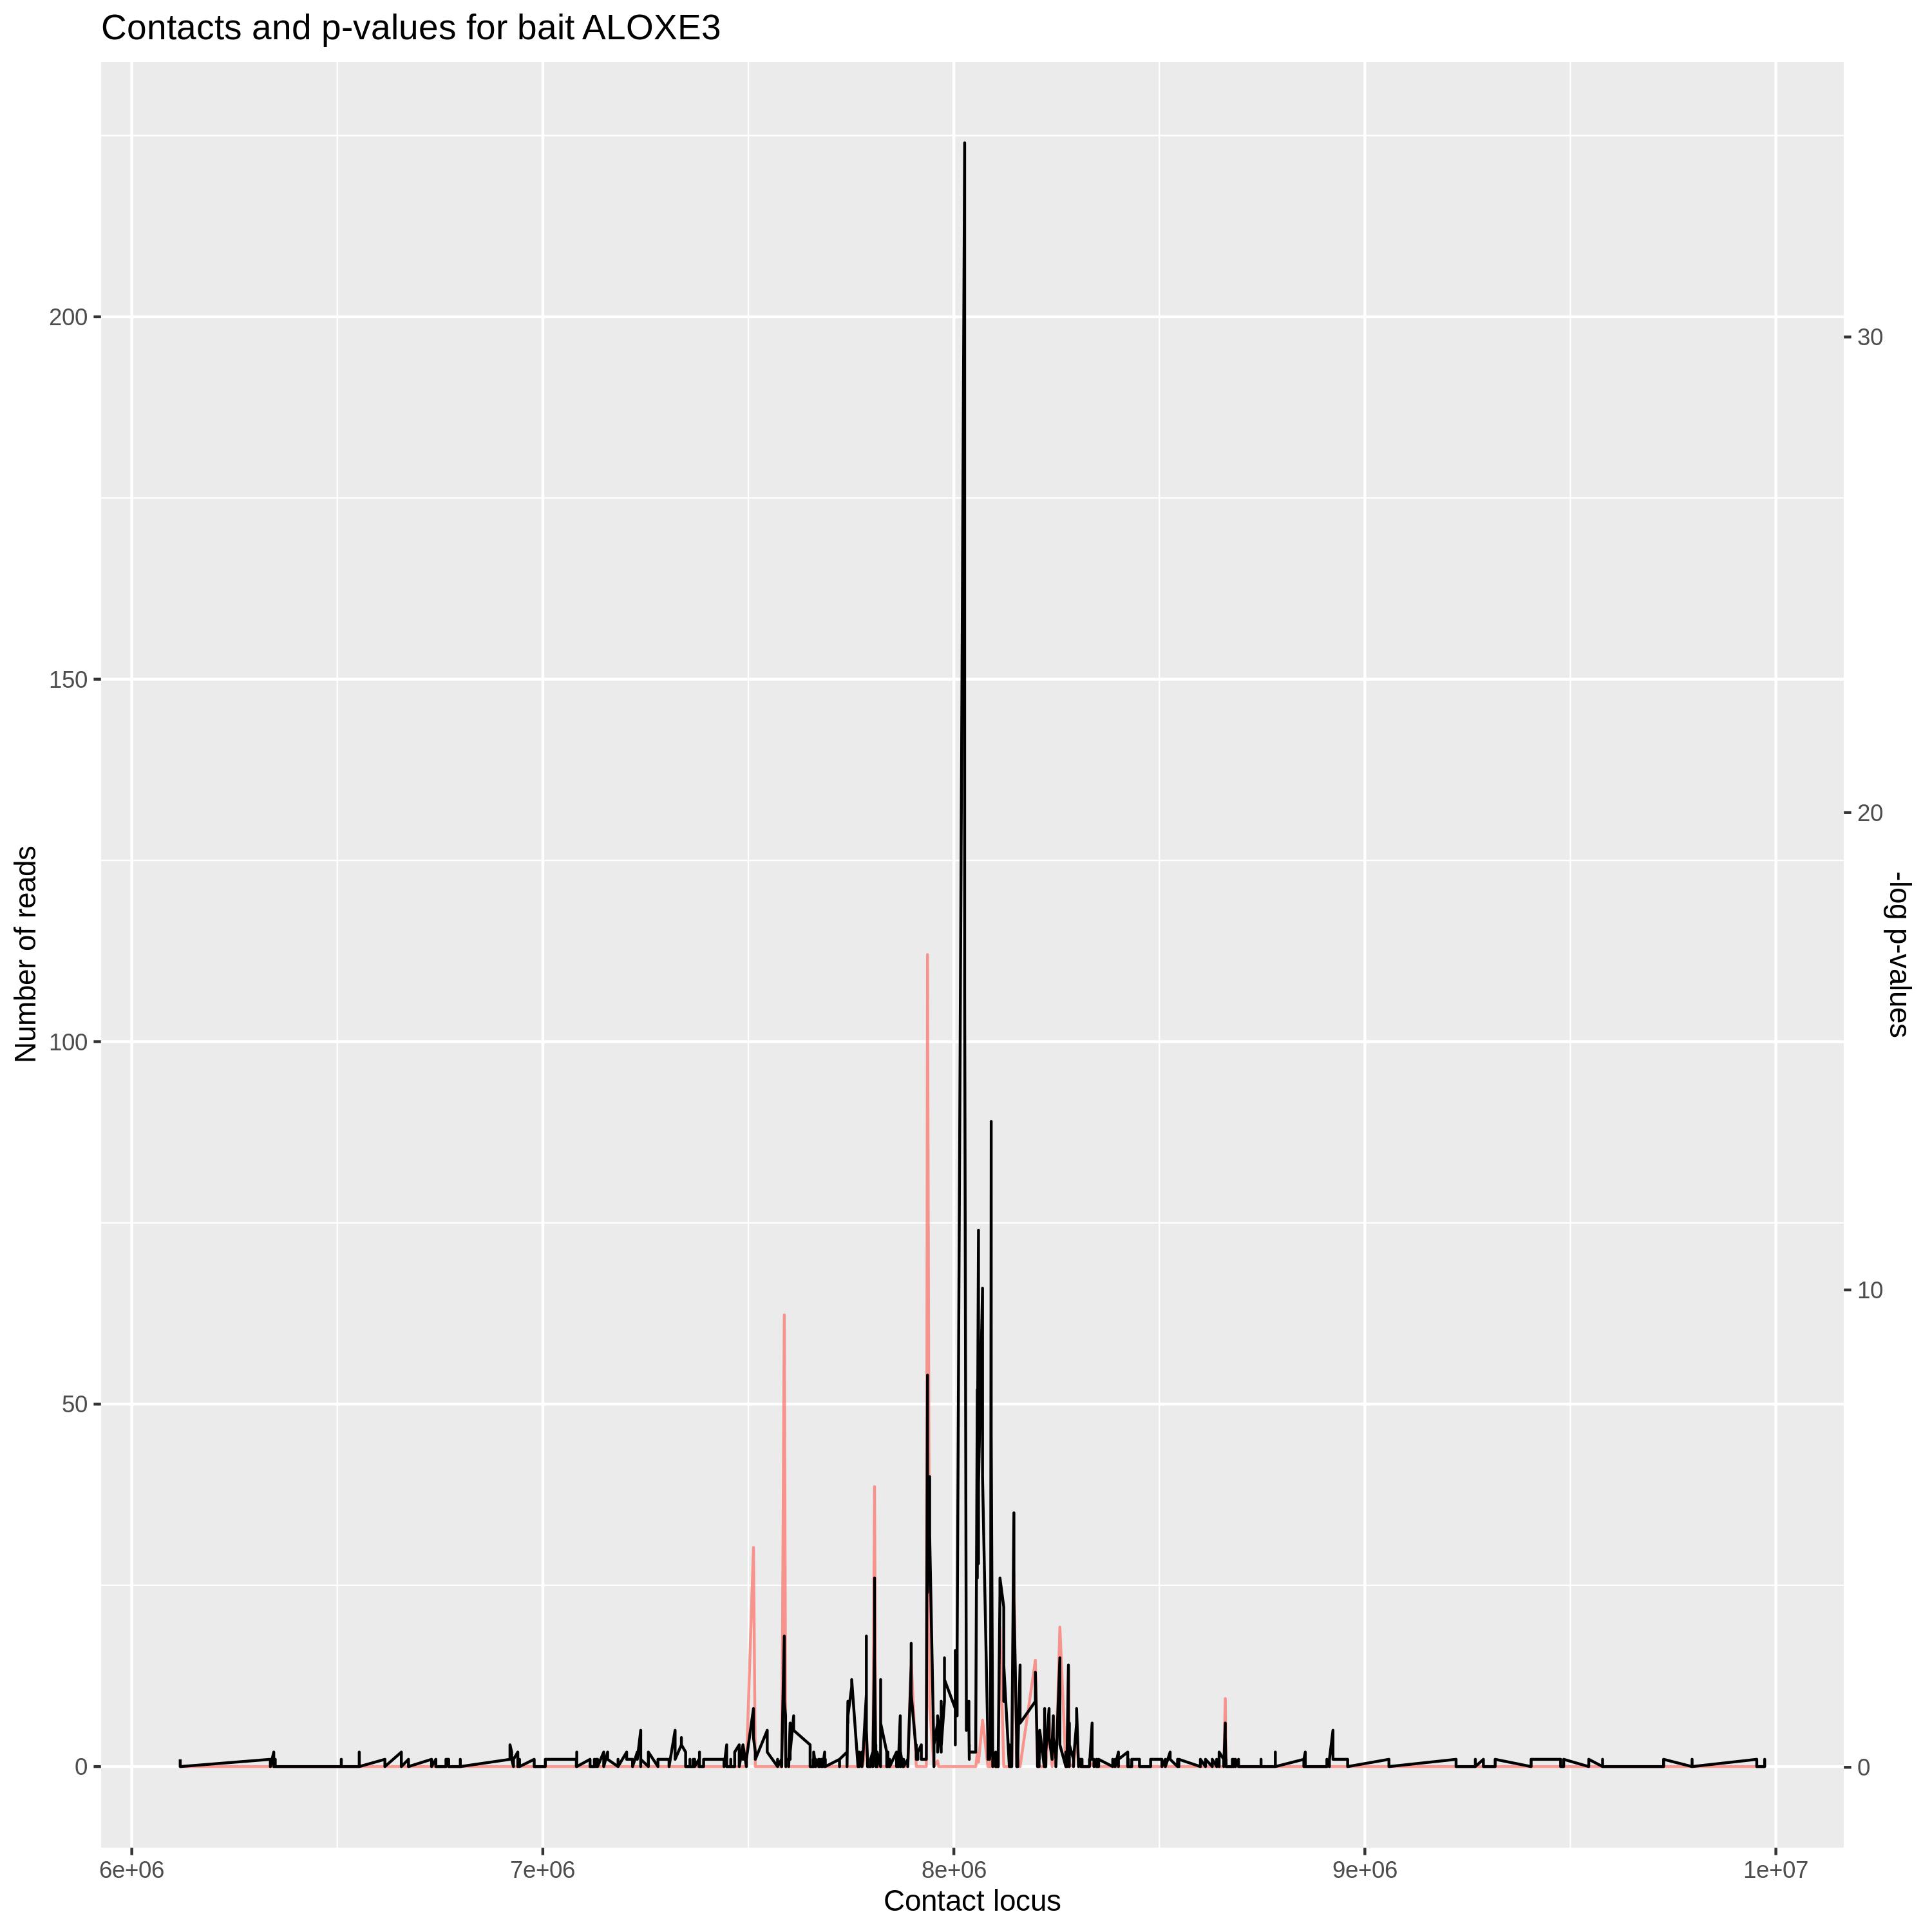 Contacts and p-values for bait ALOXE3
200
150
100
50
0
Number of reads
30
20
10
0
-log p-values
6e+06
7e+06
8e+06
9e+06
1e+07
Contact locus